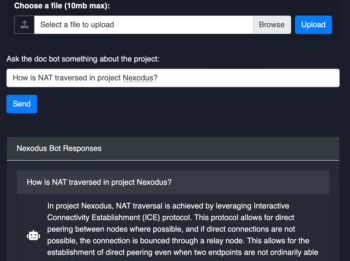 Choose a file (10mb max):
Select a file to upload Browse Upload
Ask the doc bot something about the project:
How is NAT traversed in project Nexodus?
Send
Nexodus Bot Responses
How is NAT traversed in project Nexodus?
In project Nexodus, NAT traversal is achieved by leveraging Interactive
Connectivity Establishment (ICE) protocol. This protocol allows for direct
peering between nodes where possible, and if direct connections are not
possible, the connection is bounced through a relay node. This allows for the
establishment of direct peering even when two endpoints are not ordinarily able